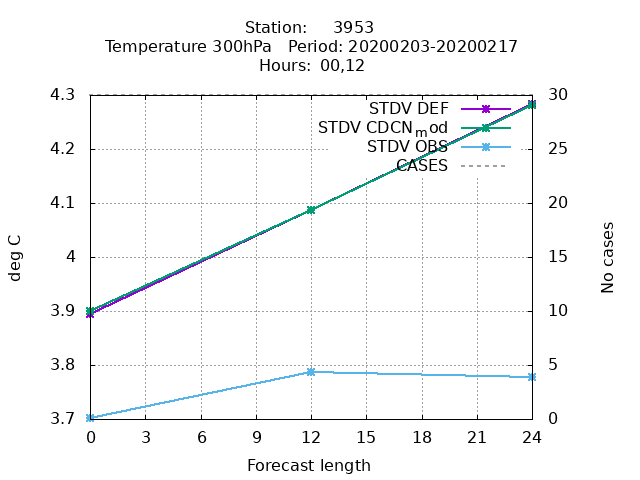 Station: 3953
Temperature 300hPa Period: 20200203-20200217
Hours: 00,12
4.3
4.2
4.1
4
3.9
3.8
3.7
deg C
STDV DEF
STDV CDCNmod
STDV OBS
CASES
30
25
20
15
10
5
0
No cases
0 3 6 9 12 15 18 21 24
Forecast length